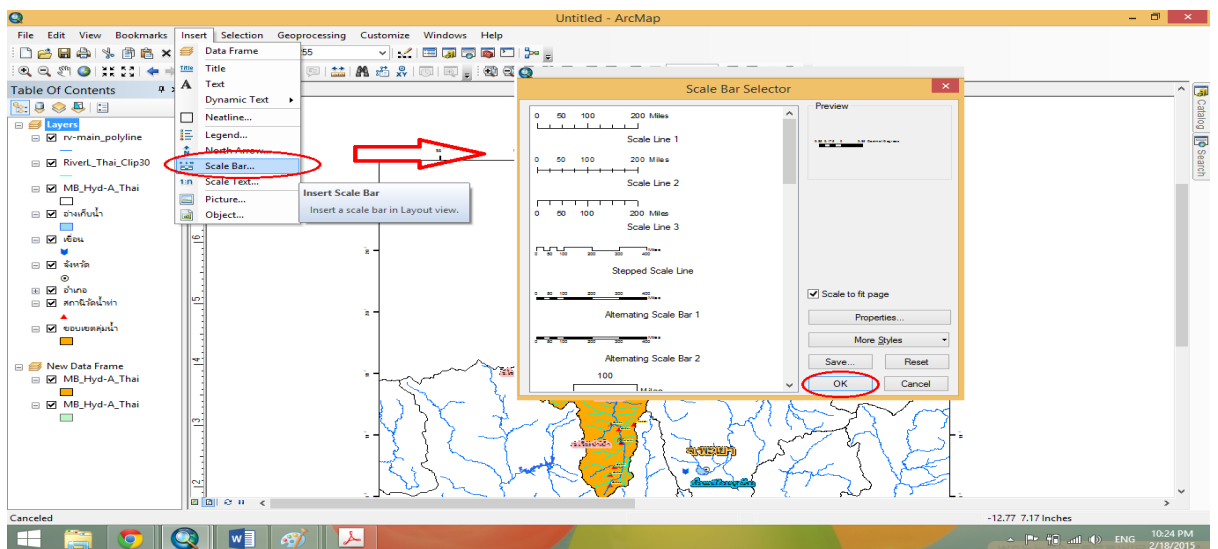 Untitled - ArcMap
File Edit View Bookmarks Insert Selection Geoprocessing Customize Windows Help
Table Of Contents
Layers
rv-main_polyline
RiverL_Thai_Clip30
MB_Hyd-A_Thai
อ่างเก็บน้ำ
เขื่อน
จังหวัด
อำเภอ
สถานีวัดน้ำท่า
ขอบเขตลุ่มน้ำ
New Data Frame
MB_Hyd-A_Thai
MB_Hyd-A_Thai
Data Frame
Title
Text
Dynamic Text
Neatline...
Legend...
North Arrow...
Scale Bar...
Scale Text...
Picture...
Object...
Insert Scale Bar
Insert a scale bar in Layout view.
Scale Bar Selector
0 50 100 200 Miles
Scale Line 1
0 50 100 200 Miles
Scale Line 2
0 50 100 200 Miles
Scale Line 3
Stepped Scale Line
Alternating Scale Bar 1
Alternating Scale Bar 2
100
Preview
Scale to fit page
Properties...
More Styles
Save... Reset
OK Cancel
Catalog
Search
Canceled
-12.77 7.17 Inches
ENG
10:24 PM
2/18/2015